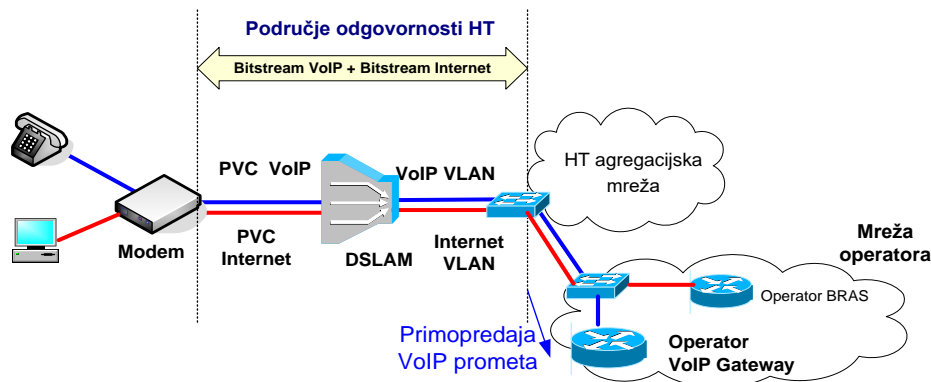 Područje odgovornosti HT
Bitstream VoIP + Bitstream Internet
HT agregacijska
mreža
PVC VoIP
VoIP VLAN
Modem
PVC
Internet
DSLAM
Internet
VLAN
Mreža
operatora
Operator BRAS
Primopredaja
VoIP prometa
Operator
VoIP Gateway